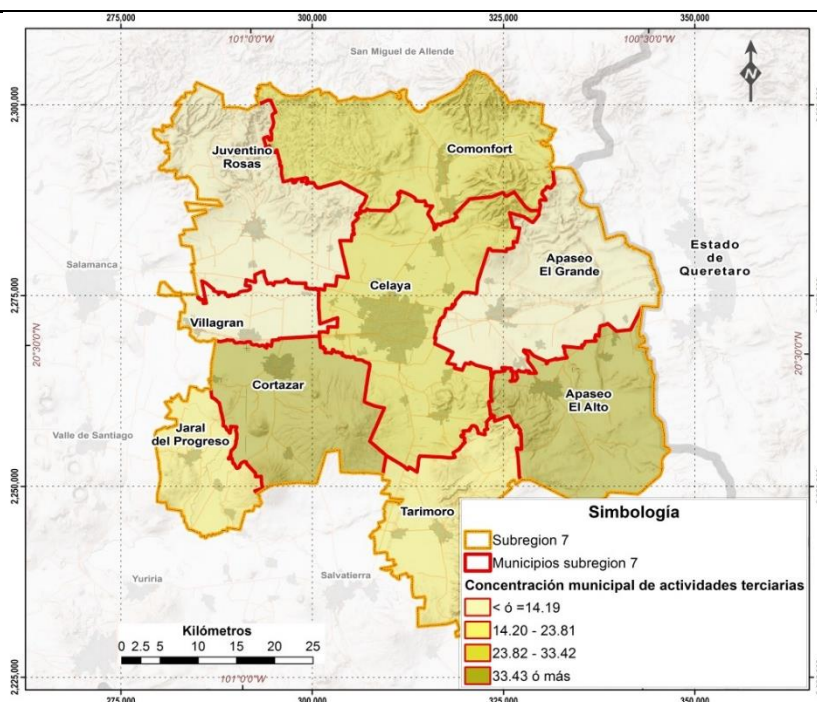 275,000 300,000 325,000 350,000
101°0'0"W 100°30'0"W
San Miguel de Allende
N
2,300,000
Juventino
Rosas
Comonfort
Apaseo
El Grande
Estado
de
Queretaro
Salamanca
Celaya
2,275,000
Villagran
20°30'0"N 20°30'0"N
Cortazar
Apaseo
El Alto
Jaral
del Progreso
Valle de Santiago
2,250,000
Tarimoro
Yuriria
Salvatierra
Simbología
Subregion 7
Municipios subregion 7
Concentración municipal de actividades terciarias
< ó =14.19
14.20 - 23.81
23.82 - 33.42
33.43 ó más
Kilómetros
0 2.5 5 10 15 20 25
2,225,000
101°0'0"W
275,000 300,000 325,000 350,000